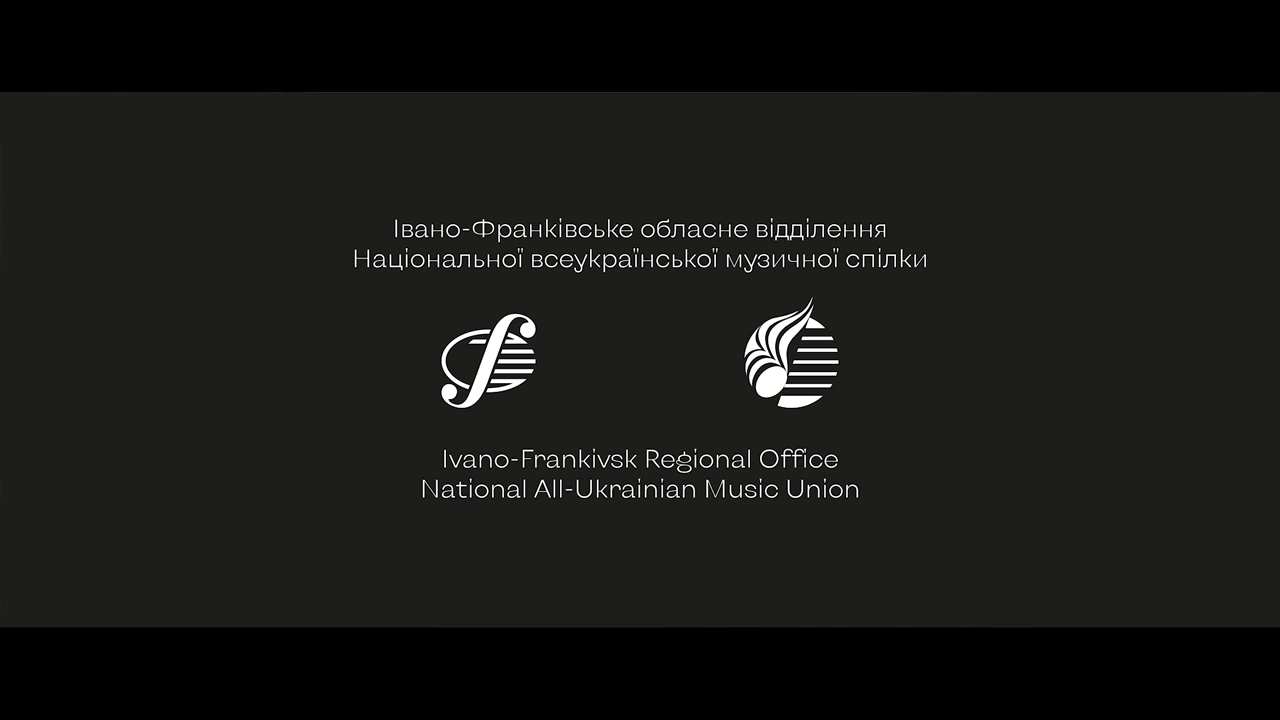 Івано-Франківське обласне відділення
Національної всеукраїнської музичної спілки
Ivano-Frankivsk Regional Office
National All-Ukrainian Music Union